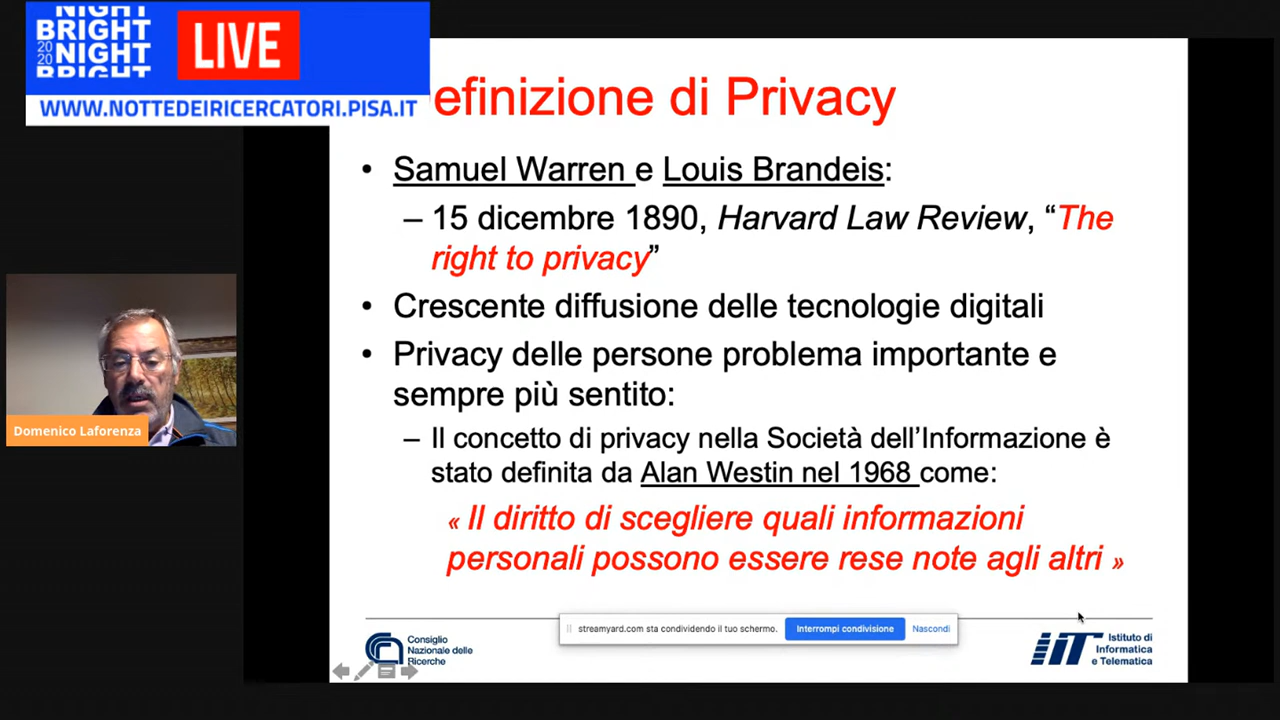 NIGHT
BRIGHT
2020 NIGHT
BRIGHT
LIVE
WWW.NOTTEDEIRICERCATORI.PISA.IT
efinizione di Privacy
• Samuel Warren e Louis Brandeis:
– 15 dicembre 1890, Harvard Law Review, “The
right to privacy”
• Crescente diffusione delle tecnologie digitali
• Privacy delle persone problema importante e
sempre più sentito:
– Il concetto di privacy nella Società dell’Informazione è
stato definita da Alan Westin nel 1968 come:
« Il diritto di scegliere quali informazioni
personali possono essere rese note agli altri »
Domenico Laforenza
streamyard.com sta condividendo il tuo schermo. Interrompi condivisione Nascondi
Consiglio
Nazionale delle
Ricerche
IIT
Istituto di
Informatica
e Telematica